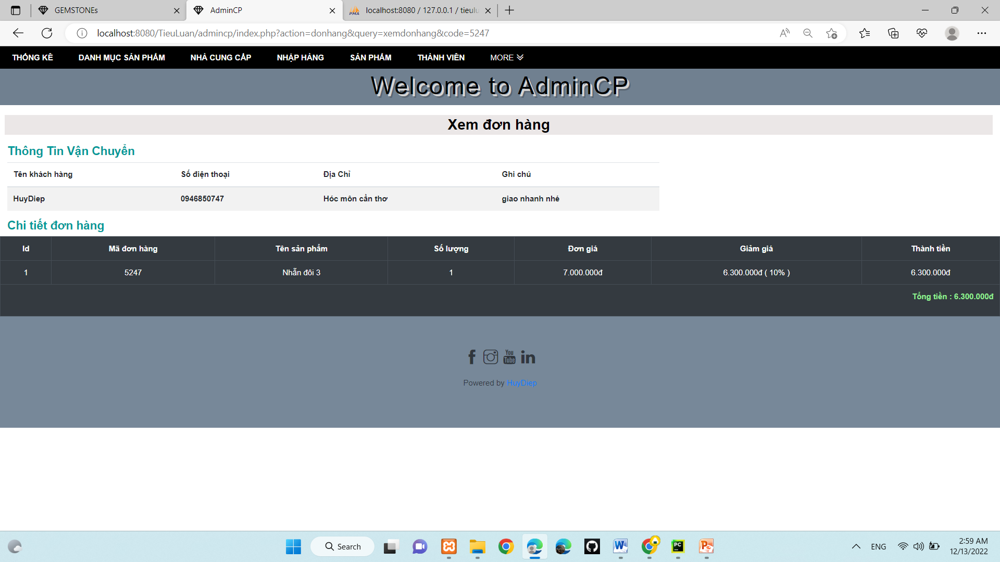 GEMSTONEs
AdminCP
localhost:8080 / 127.0.0.1 / tieulu
localhost:8080/TieuLuan/admincp/index.php?action=donhang&query=xemdonhang&code=5247
THỐNG KÊ DANH MỤC SẢN PHẨM NHÀ CUNG CẤP NHẬP HÀNG SẢN PHẨM THÀNH VIÊN MORE
Welcome to AdminCP
Xem đơn hàng
Thông Tin Vận Chuyển
Tên khách hàng Số điện thoại Địa Chỉ Ghi chú
HuyDiep 0946850747 Hóc môn cần thơ giao nhanh nhé
Chi tiết đơn hàng
Id Mã đơn hàng Tên sản phẩm Số lượng Đơn giá Giảm giá Thành tiền
1 5247 Nhẫn đôi 3 1 7.000.000đ 6.300.000đ ( 10% ) 6.300.000đ
Tổng tiền : 6.300.000đ
You
Tube
Powered by HuyDiep
Search
ENG
2:59 AM
12/13/2022